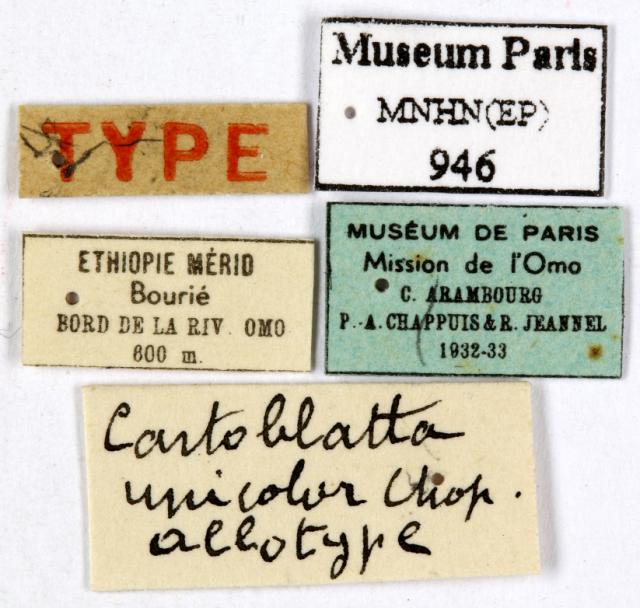 TYPE
Museum Paris
MNHN(EP)
946
ETHIOPIE MÉRID
Bourié
BORD DE LA RIV. OMO
600 m.
MUSÉUM DE PARIS
Mission de l'Omo
C. ARAMBOURG
P.-A. CHAPPUIS & R. JEANNEL
1932-33
Cartoblatta
unicolor Chop.
allotype